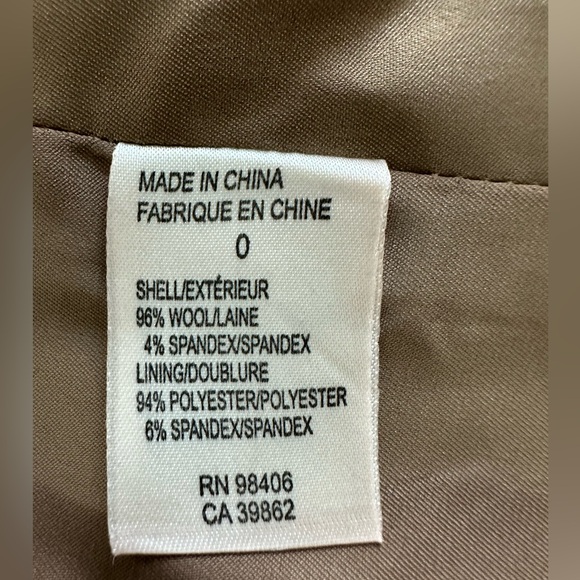 MADE IN CHINA
FABRIQUE EN CHINE
0
SHELL/EXTÉRIEUR
96% WOOL/LAINE
4% SPANDEX/SPANDEX
LINING/DOUBLURE
94% POLYESTER/POLYESTER
6% SPANDEX/SPANDEX
RN 98406
CA 39862